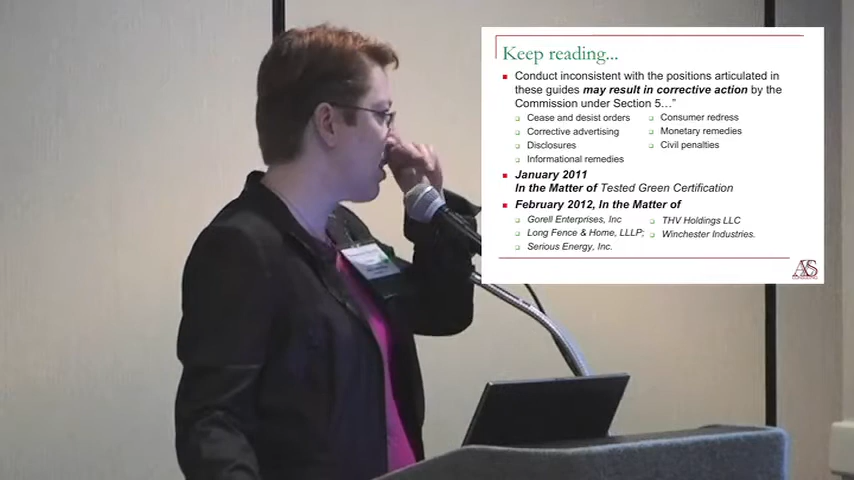 Keep reading...
Conduct inconsistent with the positions articulated in
these guides may result in corrective action by the
Commission under Section 5…”
Cease and desist orders
Corrective advertising
Disclosures
Informational remedies
Consumer redress
Monetary remedies
Civil penalties
January 2011
In the Matter of Tested Green Certification
February 2012, In the Matter of
Gorell Enterprises, Inc
Long Fence & Home, LLLP;
Serious Energy, Inc.
THV Holdings LLC
Winchester Industries.